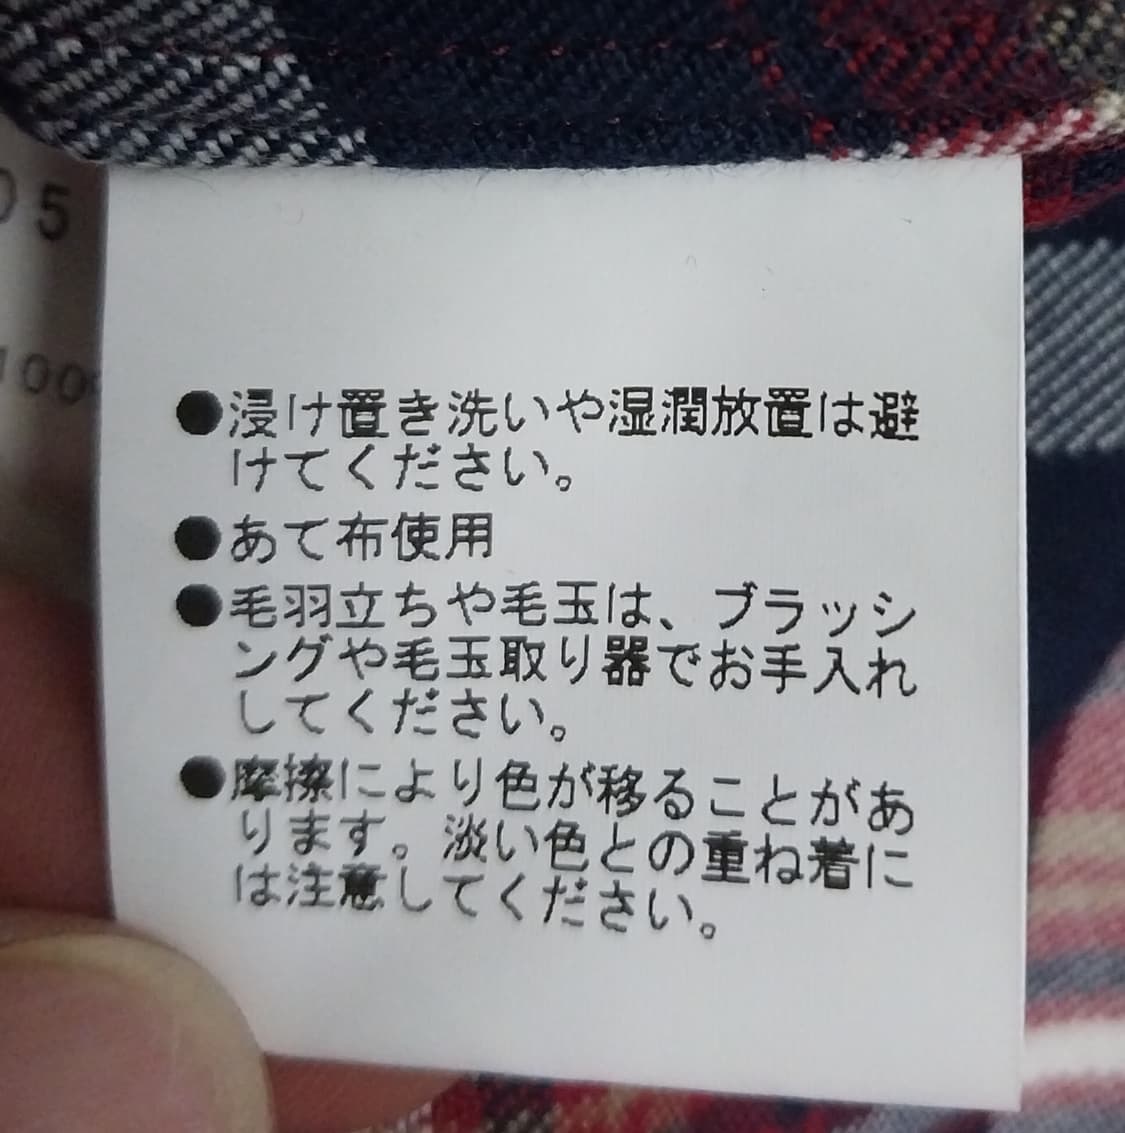 05
100
●浸け置き洗いや湿潤放置は避
けてください。
●あて布使用
●毛羽立ちや毛玉は、ブラッシ
ングや毛玉取り器でお手入れ
してください。
●摩擦により色が移ることがあ
ります。淡い色との重ね着に
は注意してください。